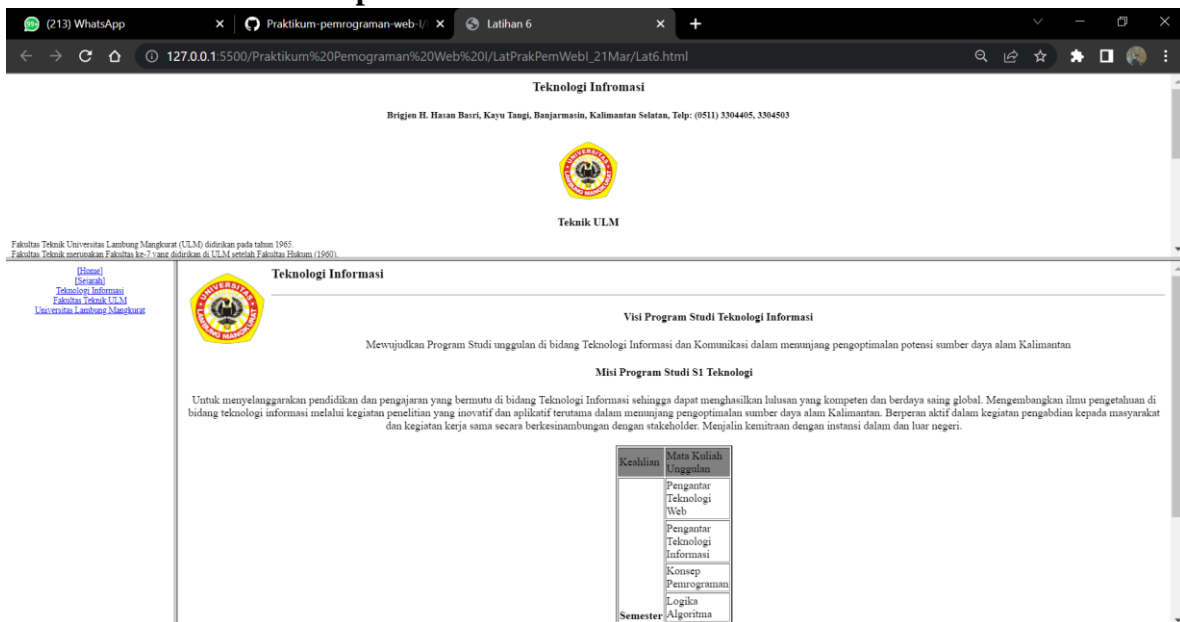 (213) WhatsApp
Praktikum-pemrograman-web-I/
Latihan 6
127.0.0.1:5500/Praktikum%20Pemograman%20Web%20I/LatPrakPemWebI_21Mar/Lat6.html
Teknologi Infromasi
Brigjen H. Hasan Basri, Kayu Tangi, Banjarmasin, Kalimantan Selatan, Telp: (0511) 3304405, 3304503
Teknik ULM
Fakultas Teknik Universitas Lambung Mangkurat (ULM) didirikan pada tahun 1965.
Fakultas Teknik merupakan Fakultas ke-7 yang didirikan di ULM setelah Fakultas Hukum (1960).
[Home]
[Sejarah]
Teknologi Informasi
Fakultas Teknik ULM
Universitas Lambung Mangkurat
Teknologi Informasi
Visi Program Studi Teknologi Informasi
Mewujudkan Program Studi unggulan di bidang Teknologi Informasi dan Komunikasi dalam menunjang pengoptimalan potensi sumber daya alam Kalimantan
Misi Program Studi S1 Teknologi
Untuk menyelanggarakan pendidikan dan pengajaran yang bermutu di bidang Teknologi Informasi sehingga dapat menghasilkan lulusan yang kompeten dan berdaya saing global. Mengembangkan ilmu pengetahuan di
bidang teknologi informasi melalui kegiatan penelitian yang inovatif dan aplikatif terutama dalam menunjang pengoptimalan sumber daya alam Kalimantan. Berperan aktif dalam kegiatan pengabdian kepada masyarakat
dan kegiatan kerja sama secara berkesinambungan dengan stakeholder. Menjalin kemitraan dengan instansi dalam dan luar negeri.
Keahlian
Mata Kuliah
Unggulan
Pengantar
Teknologi
Web
Pengantar
Teknologi
Informasi
Konsep
Pemrograman
Logika
Semester Algoritma